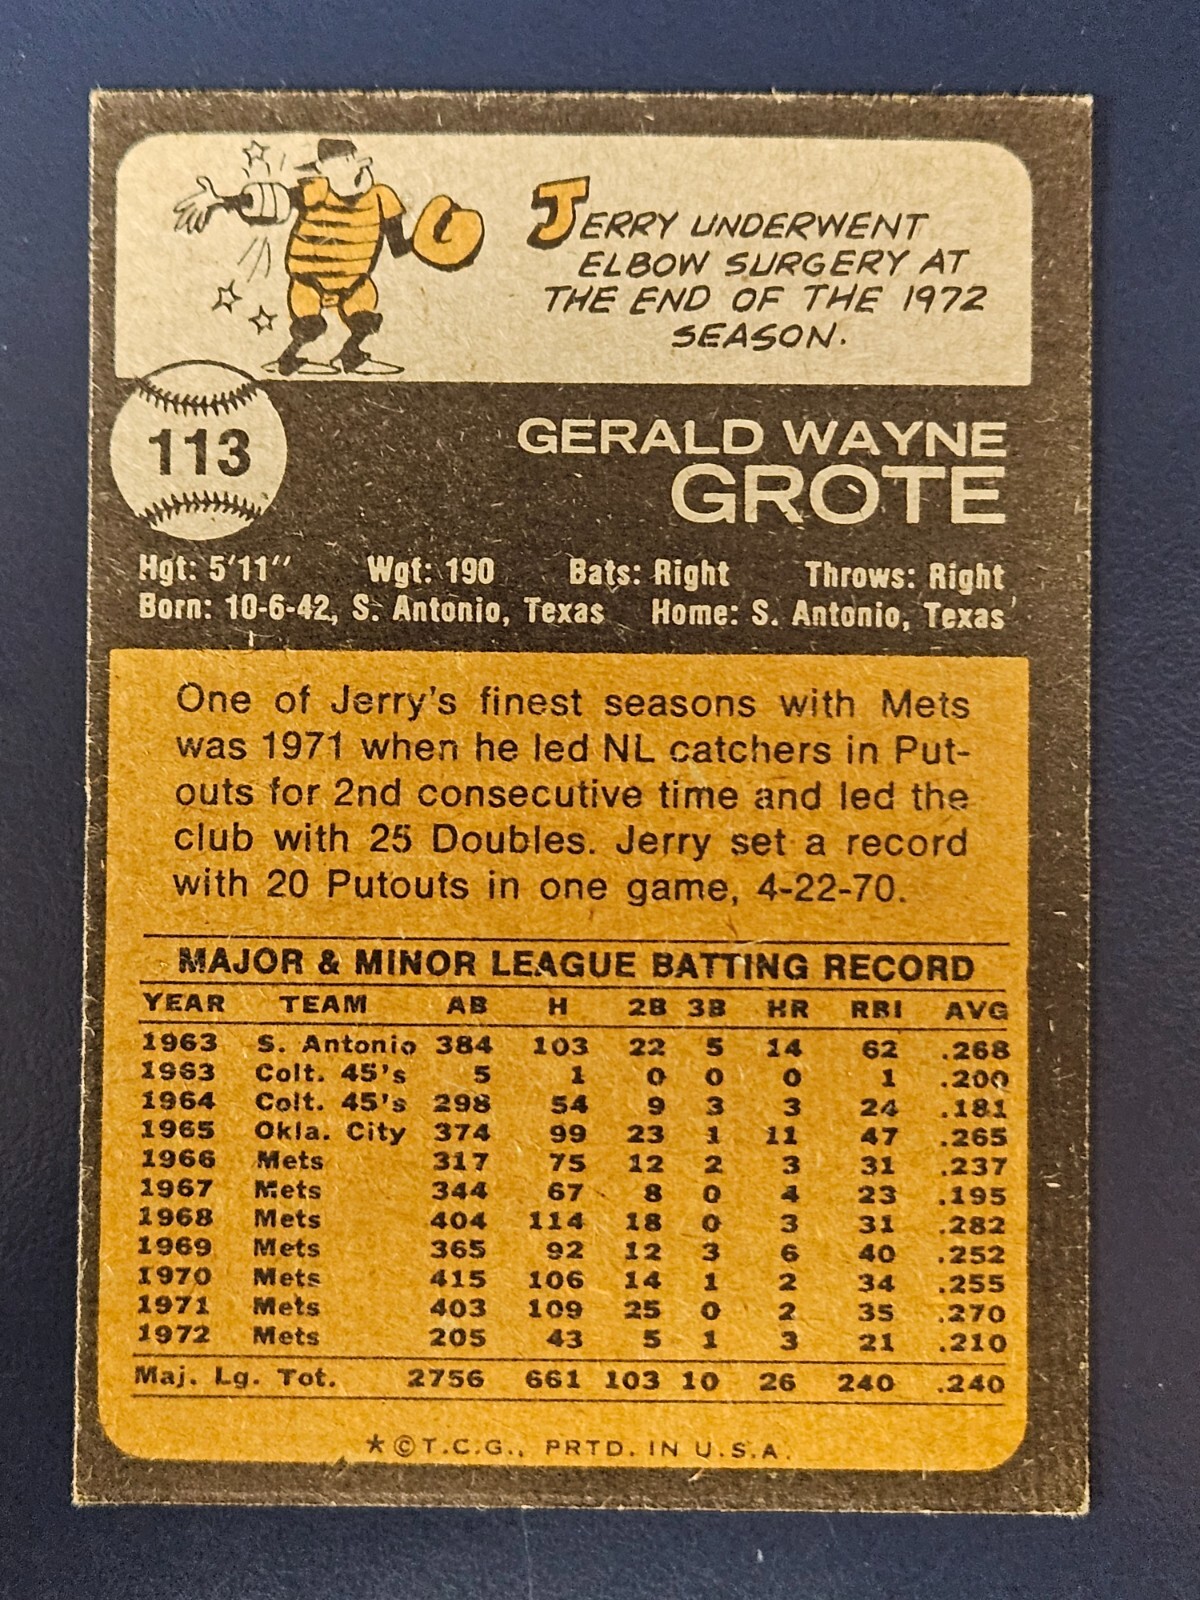 JERRY UNDERWENT
ELBOW SURGERY AT
THE END OF THE 1972
SEASON.
113
GERALD WAYNE
GROTE
Hgt: 5'11" Wgt: 190 Bats: Right Throws: Right
Born: 10-6-42, S. Antonio, Texas Home: S. Antonio, Texas
One of Jerry's finest seasons with Mets
was 1971 when he led NL catchers in Put-
outs for 2nd consecutive time and led the
club with 25 Doubles. Jerry set a record
with 20 Putouts in one game, 4-22-70.
MAJOR & MINOR LEAGUE BATTING RECORD
YEAR TEAM AB H 2B 3B HR RBI AVG
1963 S. Antonio 384 103 22 5 14 62 .268
1963 Colt. 45's 5 1 0 0 0 1 .200
1964 Colt. 45's 298 54 9 3 3 24 .181
1965 Okla. City 374 99 23 1 11 47 .265
1966 Mets 317 75 12 2 3 31 .237
1967 Mets 344 67 8 0 4 23 .195
1968 Mets 404 114 18 0 3 31 .282
1969 Mets 365 92 12 3 6 40 .252
1970 Mets 415 106 14 1 2 34 .255
1971 Mets 403 109 25 0 2 35 .270
1972 Mets 205 43 5 1 3 21 .210
Maj. Lg. Tot. 2756 661 103 10 26 240 .240
*©T.C.G., PRTD. IN U.S.A.